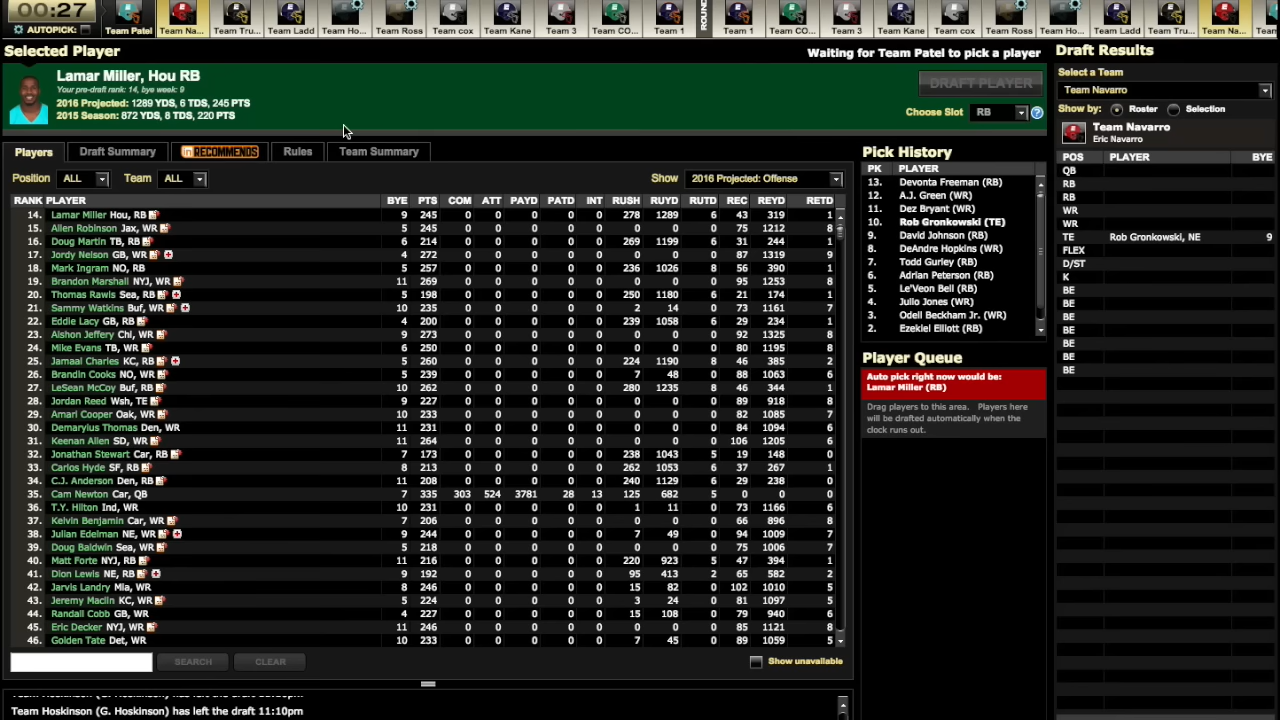 00:27
AUTOPICK:
Team Patel Team Na... Team Tru... Team Ladd Team Ho... Team Ross Team cox Team Kane Team 3 Team CO... Team 1 ROUND Team 1 Team CO... Team 3 Team Kane Team cox Team Ross Team Ho... Team Ladd Team Tru... Team Na... Te
Selected Player
Waiting for Team Patel to pick a player
Lamar Miller, Hou RB
Your pre-draft rank: 14, bye week: 9
2016 Projected: 1289 YDS, 6 TDS, 245 PTS
2015 Season: 872 YDS, 8 TDS, 220 PTS
DRAFT PLAYER
Choose Slot RB ?
Players Draft Summary in RECOMMENDS Rules Team Summary
Position ALL Team ALL Show 2016 Projected: Offense
RANK PLAYER BYE PTS COM ATT PAYD PATD INT RUSH RUYD RUTD REC REYD RETD
14. Lamar Miller Hou, RB 9 245 0 0 0 0 0 278 1289 6 43 319 1
15. Allen Robinson Jax, WR 5 245 0 0 0 0 0 0 0 0 75 1212 8
16. Doug Martin TB, RB 6 214 0 0 0 0 0 269 1199 6 31 244 1
17. Jordy Nelson GB, WR 4 272 0 0 0 0 0 0 0 0 87 1319 9
18. Mark Ingram NO, RB 5 257 0 0 0 0 0 236 1026 8 56 390 1
19. Brandon Marshall NYJ, WR 11 269 0 0 0 0 0 0 0 0 95 1253 8
20. Thomas Rawls Sea, RB 5 198 0 0 0 0 0 250 1180 6 21 174 1
21. Sammy Watkins Buf, WR 10 235 0 0 0 0 0 2 14 0 73 1161 7
22. Eddie Lacy GB, RB 4 200 0 0 0 0 0 239 1058 6 29 234 1
23. Alshon Jeffery Chi, WR 9 273 0 0 0 0 0 0 0 0 92 1325 8
24. Mike Evans TB, WR 6 250 0 0 0 0 0 0 0 0 80 1195 8
25. Jamaal Charles KC, RB 5 260 0 0 0 0 0 224 1190 8 46 385 2
26. Brandin Cooks NO, WR 5 239 0 0 0 0 0 7 48 0 88 1063 6
27. LeSean McCoy Buf, RB 10 262 0 0 0 0 0 280 1235 8 46 344 1
28. Jordan Reed Wsh, TE 9 227 0 0 0 0 0 0 0 0 89 918 8
29. Amari Cooper Oak, WR 10 233 0 0 0 0 0 0 0 0 82 1085 7
30. Demaryius Thomas Den, WR 11 231 0 0 0 0 0 0 0 0 84 1094 6
31. Keenan Allen SD, WR 11 264 0 0 0 0 0 0 0 0 106 1205 6
32. Jonathan Stewart Car, RB 7 173 0 0 0 0 0 238 1043 5 19 148 0
33. Carlos Hyde SF, RB 8 213 0 0 0 0 0 262 1053 6 37 267 1
34. C.J. Anderson Den, RB 11 208 0 0 0 0 0 240 1129 6 29 238 0
35. Cam Newton Car, QB 7 335 303 524 3781 28 13 125 682 5 0 0 0
36. T.Y. Hilton Ind, WR 10 231 0 0 0 0 0 1 11 0 73 1166 6
37. Kelvin Benjamin Car, WR 7 206 0 0 0 0 0 0 0 0 66 896 8
38. Julian Edelman NE, WR 9 244 0 0 0 0 0 7 49 0 94 1009 7
39. Doug Baldwin Sea, WR 5 218 0 0 0 0 0 0 0 0 75 1006 7
40. Matt Forte NYJ, RB 11 216 0 0 0 0 0 220 923 5 47 394 1
41. Dion Lewis NE, RB 9 192 0 0 0 0 0 95 413 2 65 582 2
42. Jarvis Landry Mia, WR 8 246 0 0 0 0 0 15 82 0 102 1010 5
43. Jeremy Maclin KC, WR 5 224 0 0 0 0 0 3 24 0 81 1097 5
44. Randall Cobb GB, WR 4 227 0 0 0 0 0 15 108 0 79 940 6
45. Eric Decker NYJ, WR 11 246 0 0 0 0 0 0 0 0 85 1121 8
46. Golden Tate Det, WR 10 233 0 0 0 0 0 7 45 0 89 1059 5
SEARCH CLEAR Show unavailable
Team Hoskinson (G. Hoskinson) has left the draft 11:10pm
Team Hoskinson (G. Hoskinson) has left the draft 11:10pm
Pick History
PK PLAYER
13. Devonta Freeman (RB)
12. A.J. Green (WR)
11. Dez Bryant (WR)
10. Rob Gronkowski (TE)
9. David Johnson (RB)
8. DeAndre Hopkins (WR)
7. Todd Gurley (RB)
6. Adrian Peterson (RB)
5. Le'Veon Bell (RB)
4. Julio Jones (WR)
3. Odell Beckham Jr. (WR)
2. Ezekiel Elliott (RB)
Player Queue
Auto pick right now would be:
Lamar Miller (RB)
Drag players to this area. Players here
will be drafted automatically when the
clock runs out.
Draft Results
Select a Team
Team Navarro
Show by: Roster Selection
Team Navarro
Eric Navarro
POS PLAYER BYE
QB
RB
RB
WR
WR
TE Rob Gronkowski, NE 9
FLEX
D/ST
K
BE
BE
BE
BE
BE
BE
BE